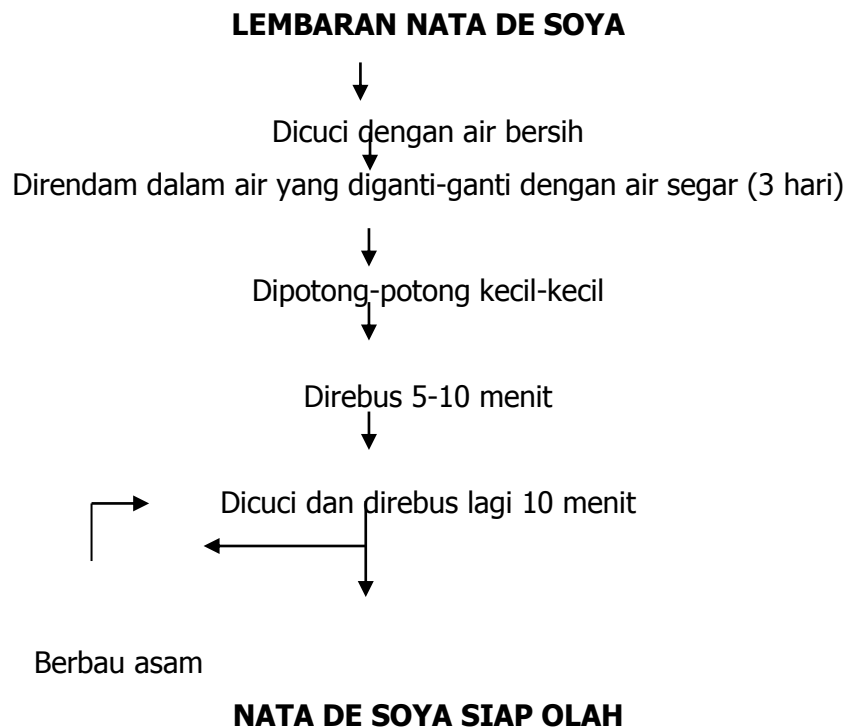 LEMBARAN NATA DE SOYA
Dicuci dengan air bersih
Direndam dalam air yang diganti-ganti dengan air segar (3 hari)
Dipotong-potong kecil-kecil
Direbus 5-10 menit
Dicuci dan direbus lagi 10 menit
Berbau asam
NATA DE SOYA SIAP OLAH